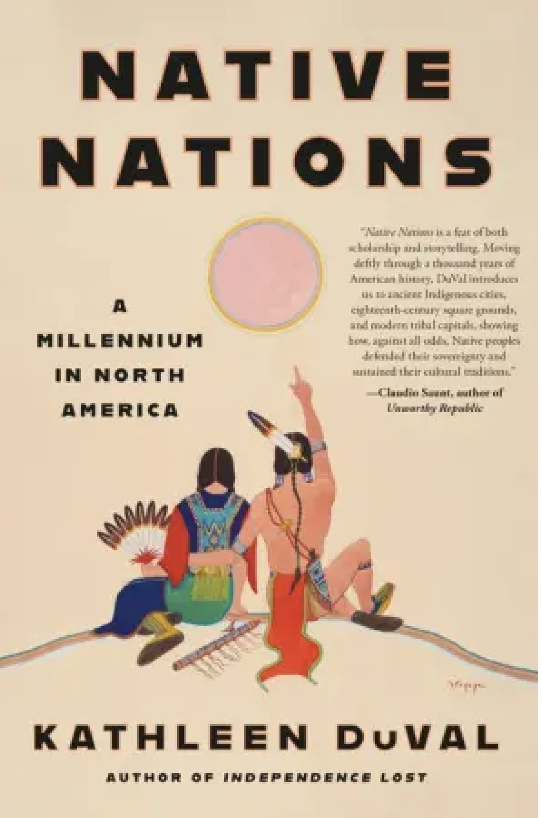 NATIVE
NATIONS
"Native Nations is a feat of both
scholarship and storytelling. Moving
deftly through a thousand years of
American history, DuVal introduces
us to ancient Indigenous cities,
eighteenth-century square grounds,
and modern tribal capitals, showing
how, against all odds, Native peoples
defended their sovereignty and
sustained their cultural traditions."
—Claudio Saunt, author of
Unworthy Republic
A
MILLENNIUM
IN NORTH
AMERICA
KATHLEEN DuVAL
AUTHOR OF INDEPENDENCE LOST